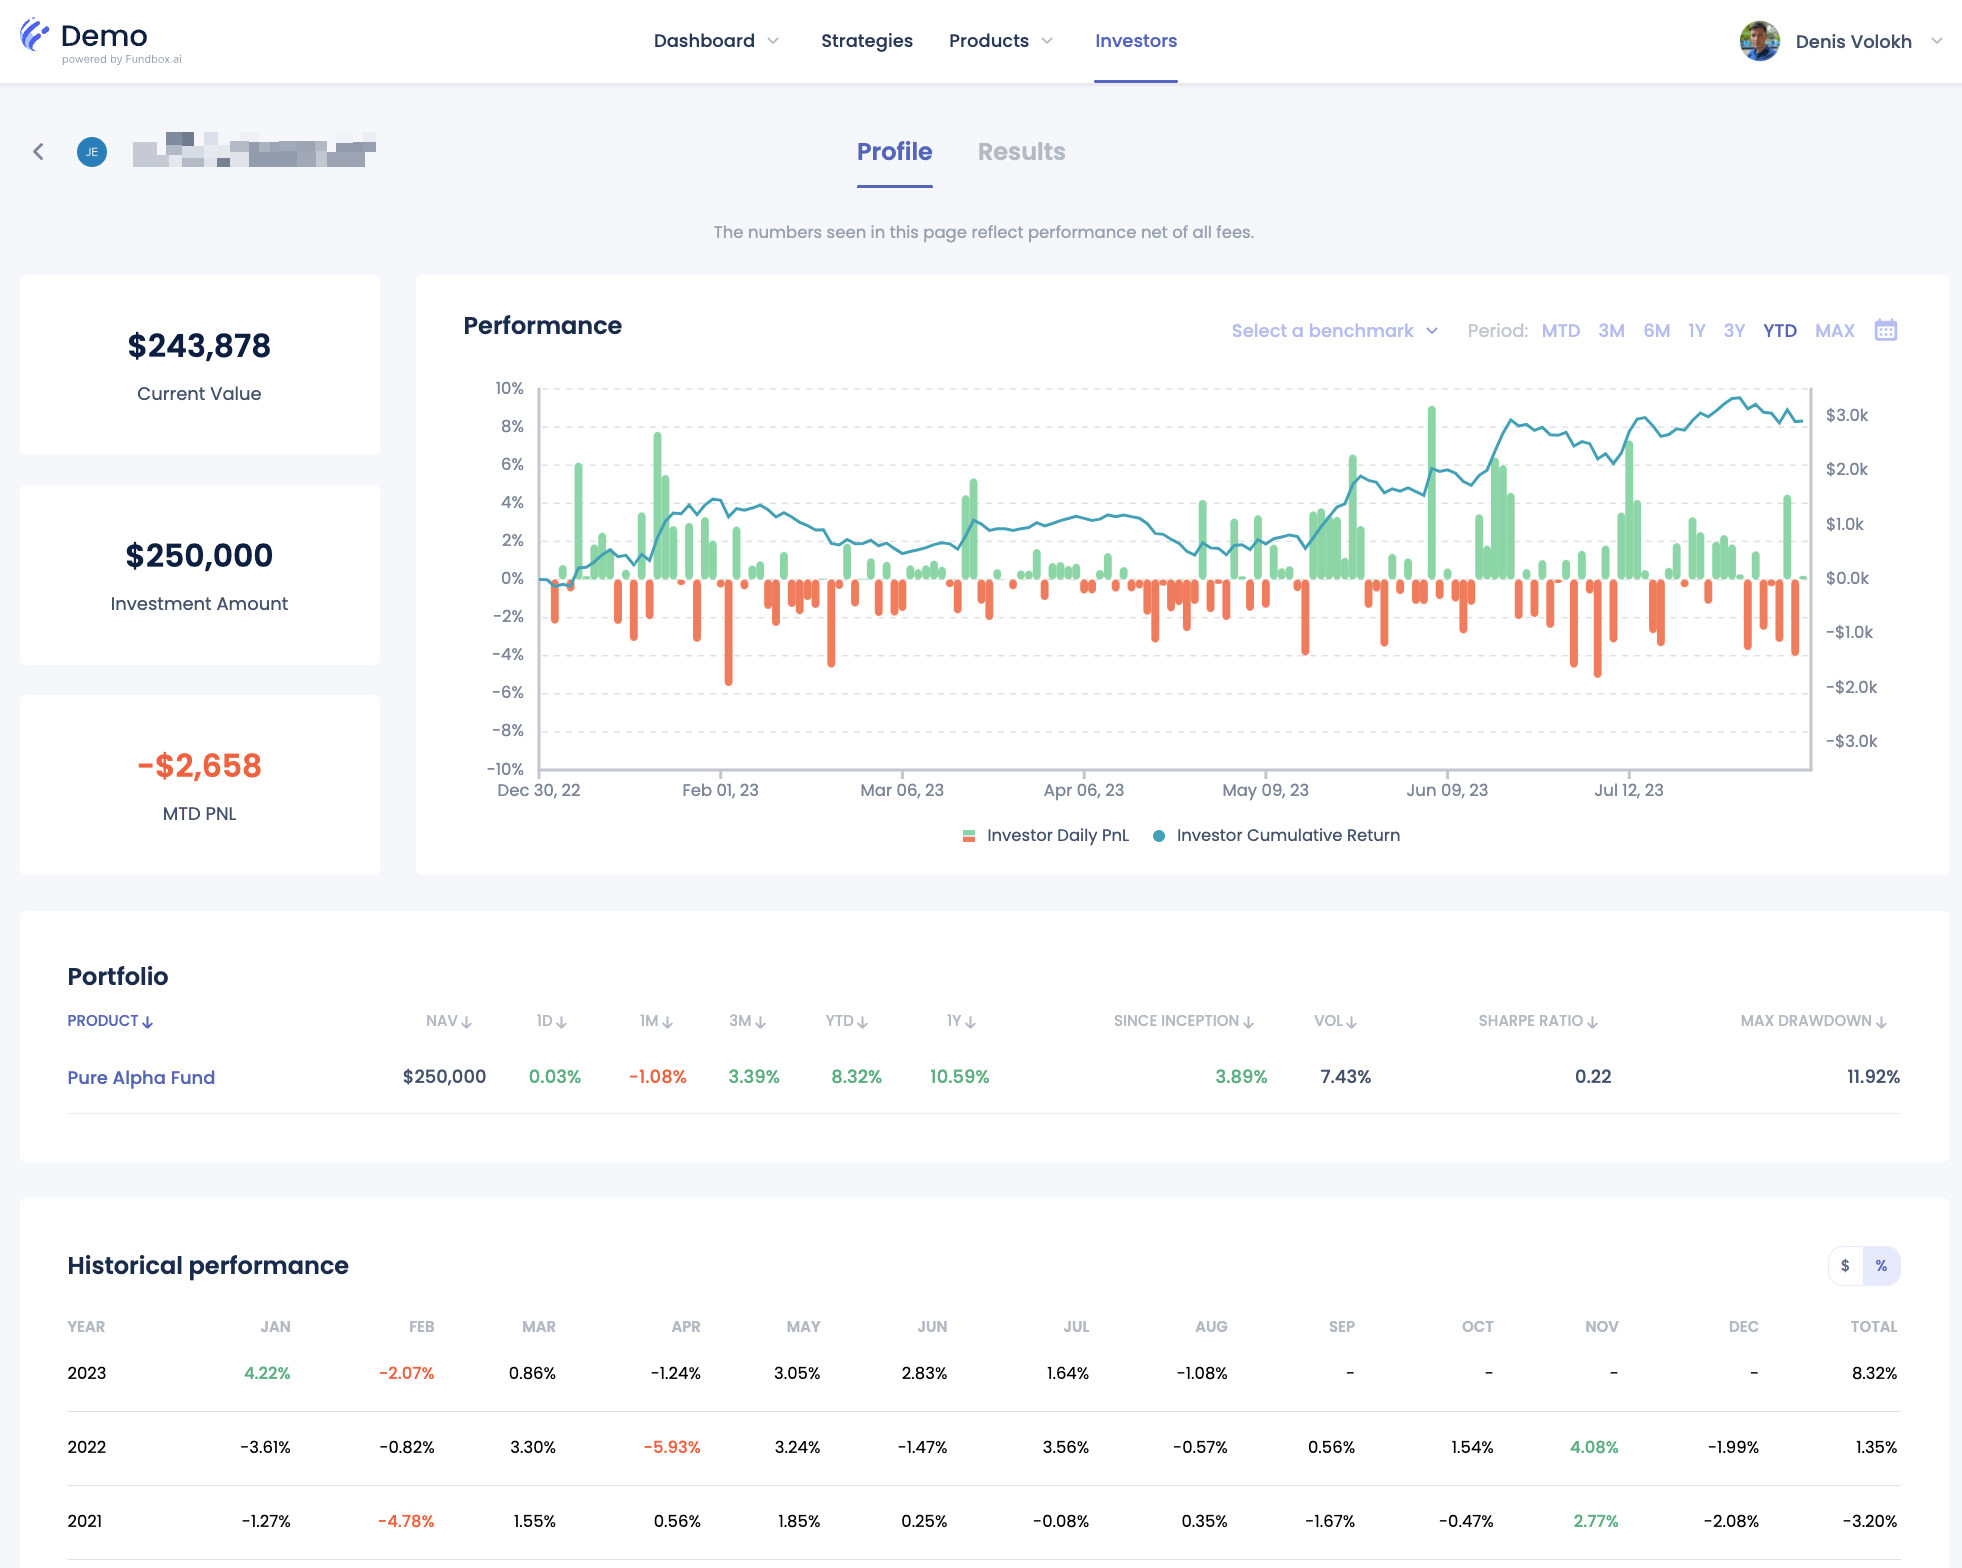 Demo
powered by Fundbox.ai
Dashboard Strategies Products Investors
Denis Volokh
JE
Profile Results
The numbers seen in this page reflect performance net of all fees.
$243,878
Current Value
$250,000
Investment Amount
-$2,658
MTD PNL
Performance
Select a benchmark Period: MTD 3M 6M 1Y 3Y YTD MAX
10%
8%
6%
4%
2%
0%
-2%
-4%
-6%
-8%
-10%
$3.0k
$2.0k
$1.0k
$0.0k
-$1.0k
-$2.0k
-$3.0k
Dec 30, 22 Feb 01, 23 Mar 06, 23 Apr 06, 23 May 09, 23 Jun 09, 23 Jul 12, 23
Investor Daily PnL Investor Cumulative Return
Portfolio
PRODUCT↓ NAV↓ 1D↓ 1M↓ 3M↓ YTD↓ 1Y↓ SINCE INCEPTION↓ VOL↓ SHARPE RATIO↓ MAX DRAWDOWN↓
Pure Alpha Fund $250,000 0.03% -1.08% 3.39% 8.32% 10.59% 3.89% 7.43% 0.22 11.92%
Historical performance
$ %
YEAR JAN FEB MAR APR MAY JUN JUL AUG SEP OCT NOV DEC TOTAL
2023 4.22% -2.07% 0.86% -1.24% 3.05% 2.83% 1.64% -1.08% - - - - 8.32%
2022 -3.61% -0.82% 3.30% -5.93% 3.24% -1.47% 3.56% -0.57% 0.56% 1.54% 4.08% -1.99% 1.35%
2021 -1.27% -4.78% 1.55% 0.56% 1.85% 0.25% -0.08% 0.35% -1.67% -0.47% 2.77% -2.08% -3.20%